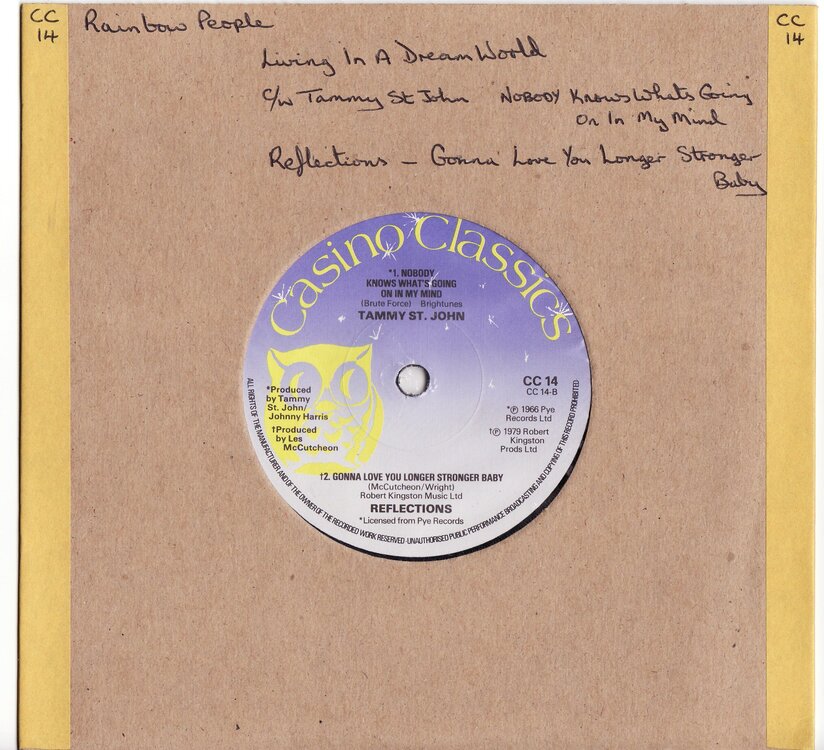 CC
14
Rainbow People
CC
14
Living In A Dream World
C/W Tammy St John Nobody Knows Whats Going
On In My Mind
Reflections – Gonna Love You Longer Stronger
Baby
Casino Classics
*1. NOBODY
KNOWS WHAT'S GOING
ON IN MY MIND
(Brute Force) Brightunes
TAMMY ST. JOHN
*Produced
by Tammy
St. John/
Johnny Harris
†Produced
by Les
McCutcheon
CC 14
CC 14-B
*℗ 1966 Pye
Records Ltd
†℗ 1979 Robert
Kingston
Prods Ltd
†2. GONNA LOVE YOU LONGER STRONGER BABY
(McCutcheon/Wright)
Robert Kingston Music Ltd
REFLECTIONS
*Licensed from Pye Records
ALL RIGHTS OF THE MANUFACTURER AND OF THE OWNER OF THE RECORDED WORK RESERVED · UNAUTHORISED PUBLIC PERFORMANCE BROADCASTING AND COPYING OF THIS RECORD PROHIBITED